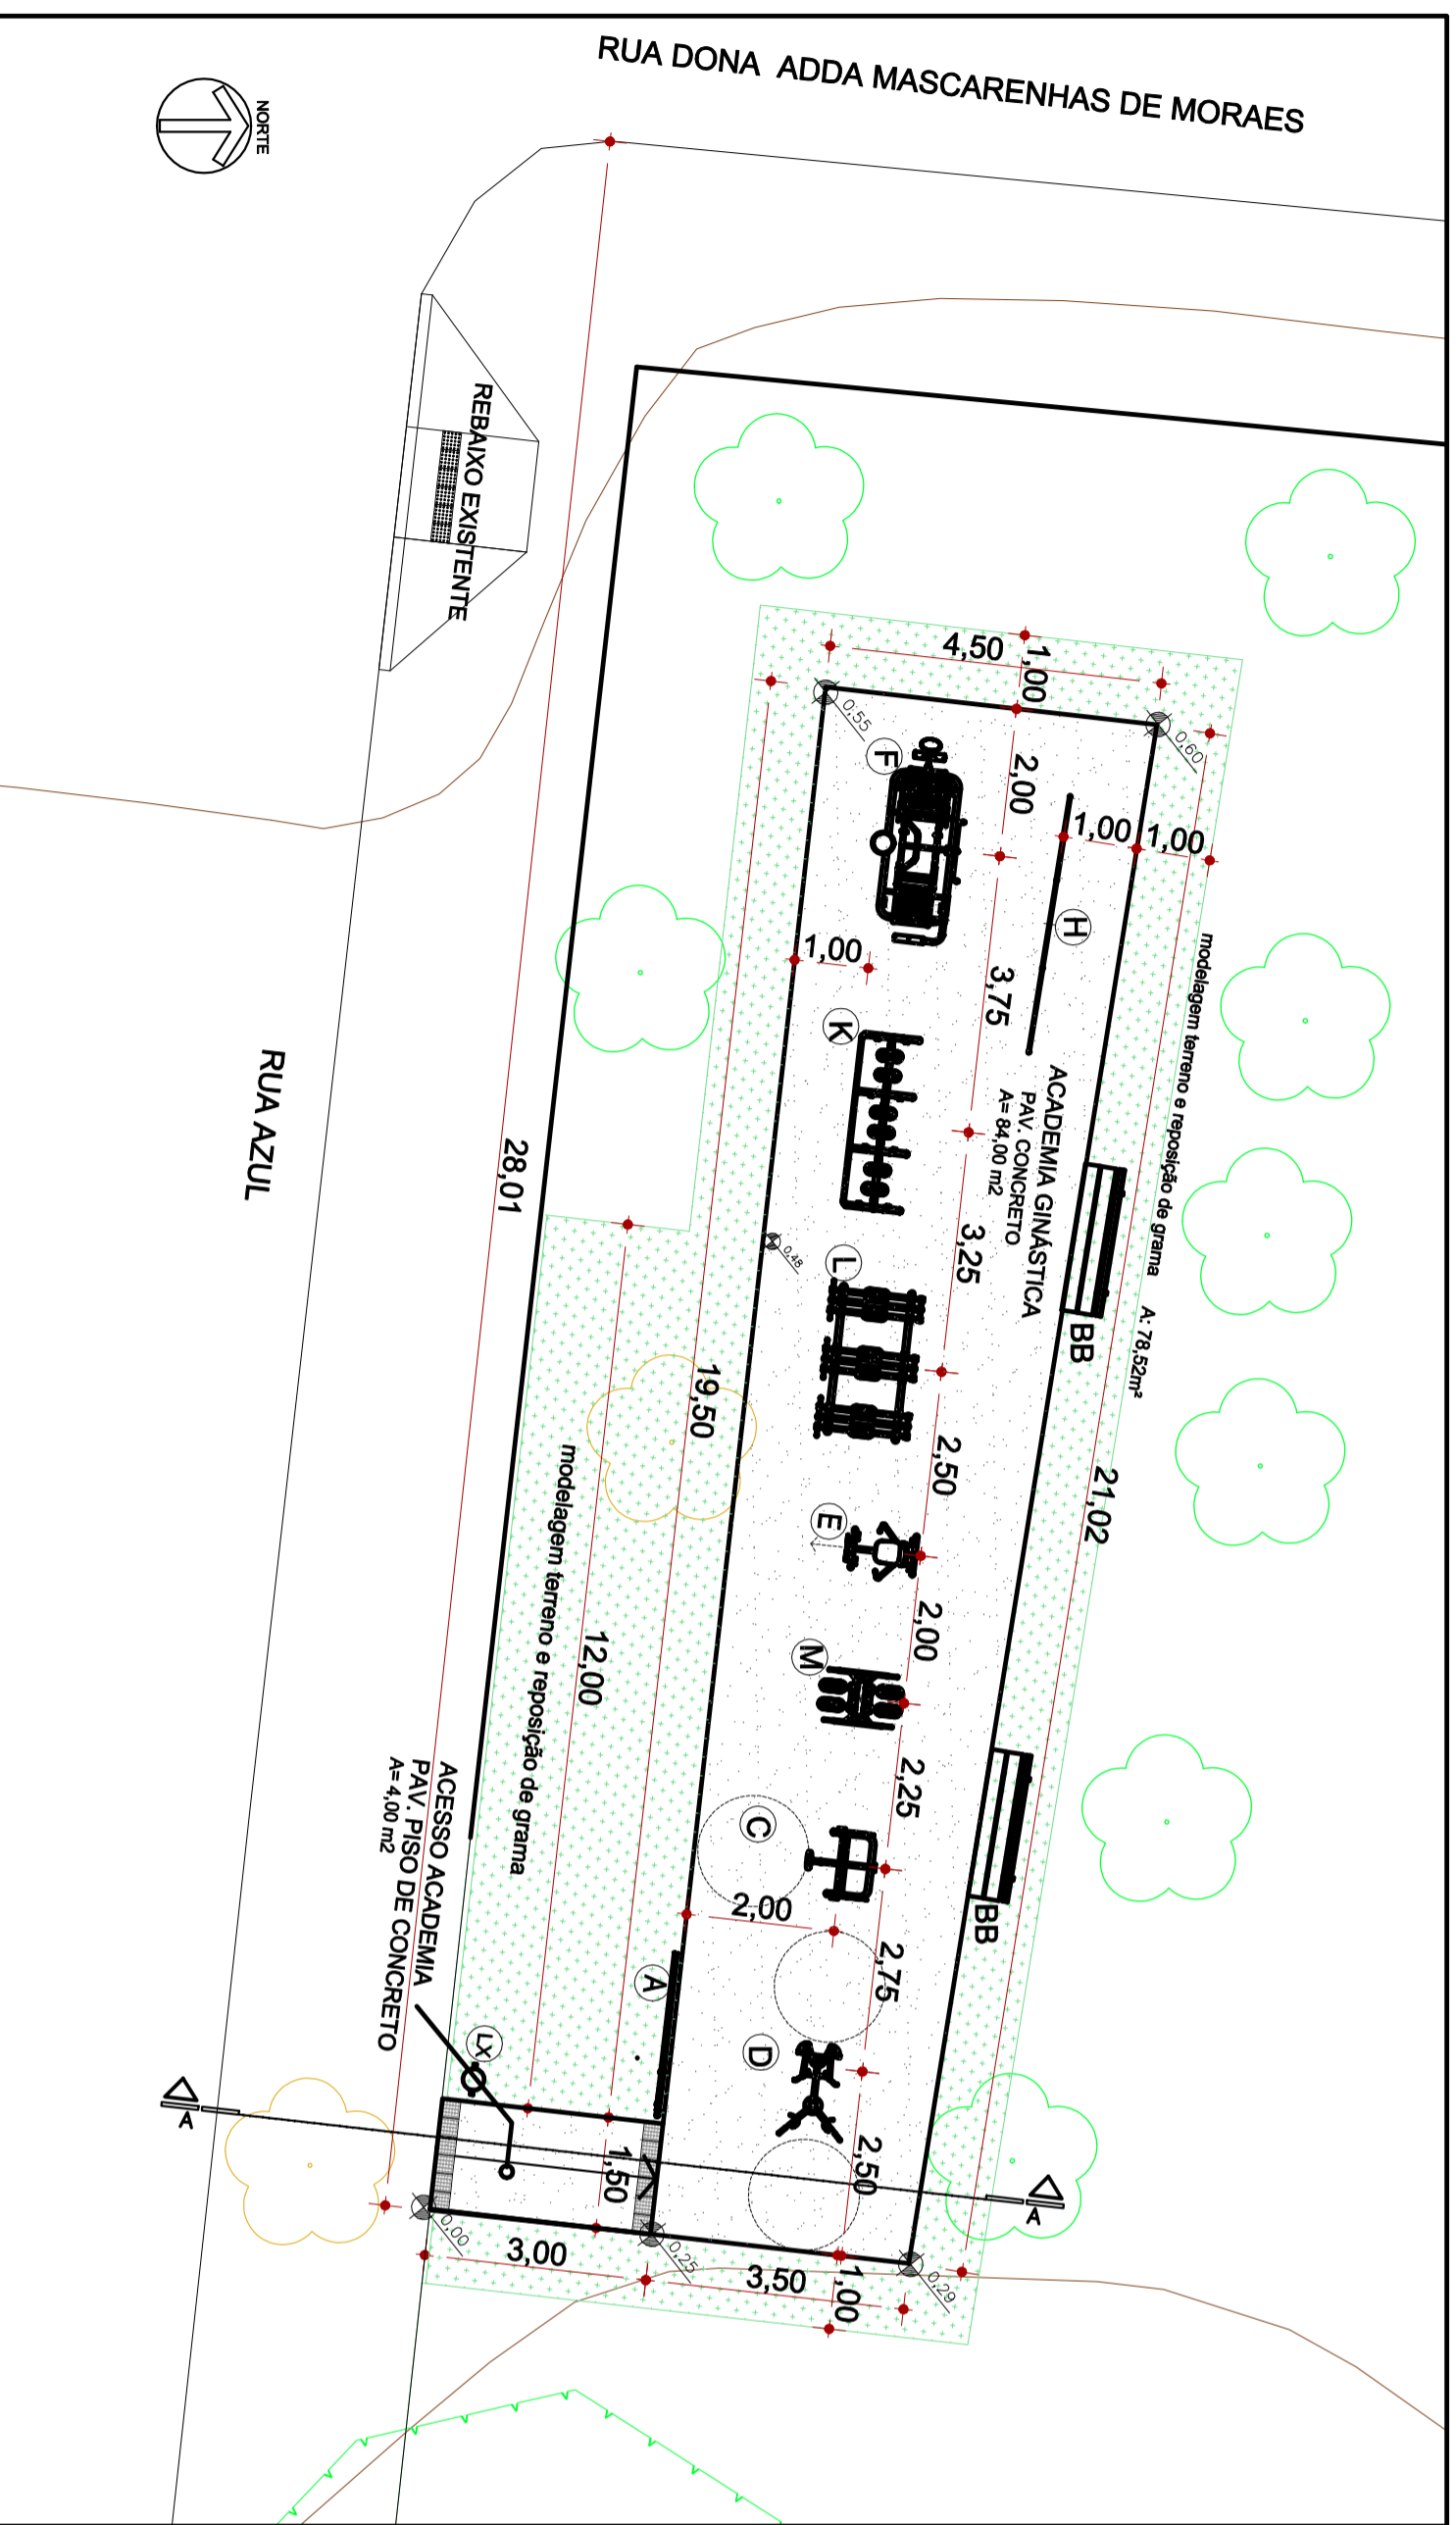 RUA DONA ADDA MASCARENHAS DE MORAES
NORTE
REBAIXO EXISTENTE
4,50
1,00
0,55
0,60
F
2,00
1,00
1,00
H
1,00
3,75
K
modelagem terreno e reposição de grama A: 78,52m²
ACADEMIA GINÁSTICA
PAV. CONCRETO
A= 84,00 m2
RUA AZUL
28,01
3,25
0,48
L
BB
19,50
2,50
21,02
E
modelagem terreno e reposição de grama
12,00
2,00
M
2,25
C
BB
ACESSO ACADEMIA
PAV. PISO DE CONCRETO
A= 4,00 m2
2,00
2,75
A
LX
D
A
1,50
2,50
A
0,00
0,25
0,29
3,00
3,50
1,00